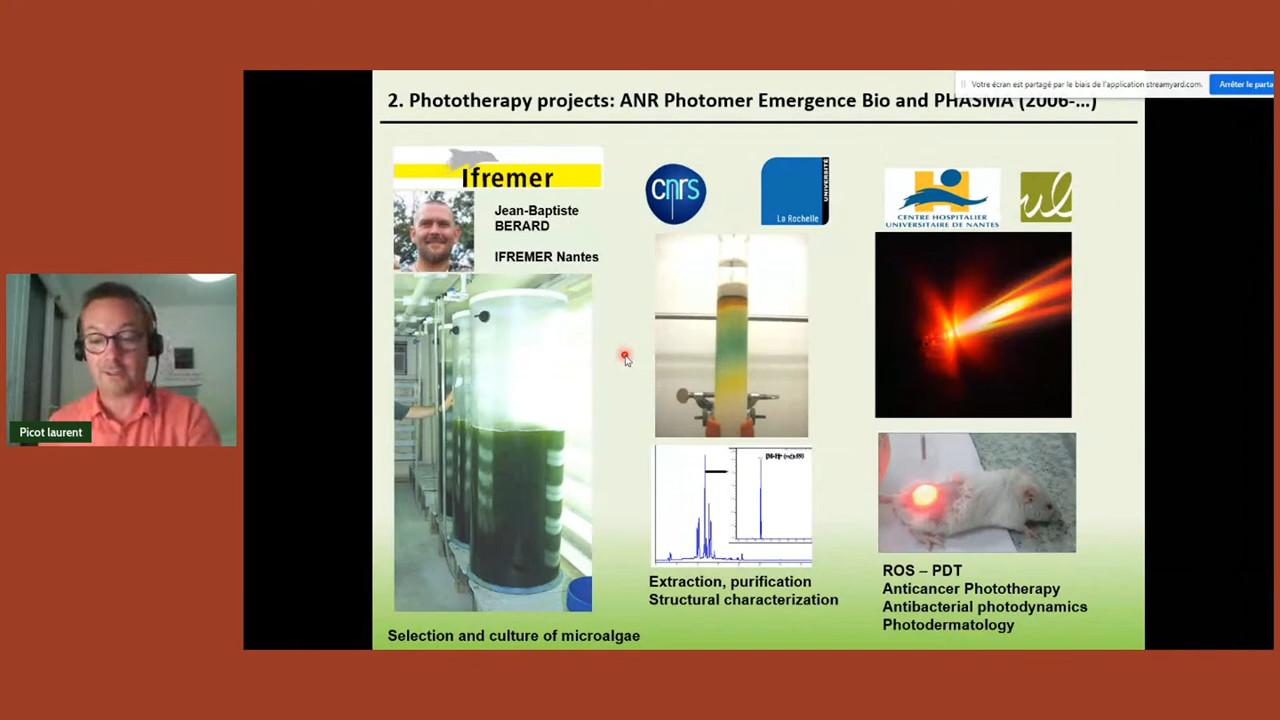 Votre écran est partagé par le biais de l'application streamyard.com.
Arrêter le parta
2. Phototherapy projects: ANR Photomer Emergence Bio and PHASMA (2006-...)
Ifremer
Jean-Baptiste
BERARD
IFREMER Nantes
cnrs
La Rochelle
UNIVERSITÉ
CENTRE HOSPITALIER
UNIVERSITAIRE DE NANTES
ul
Picot laurent
Extraction, purification
Structural characterization
ROS – PDT
Anticancer Phototherapy
Antibacterial photodynamics
Photodermatology
Selection and culture of microalgae